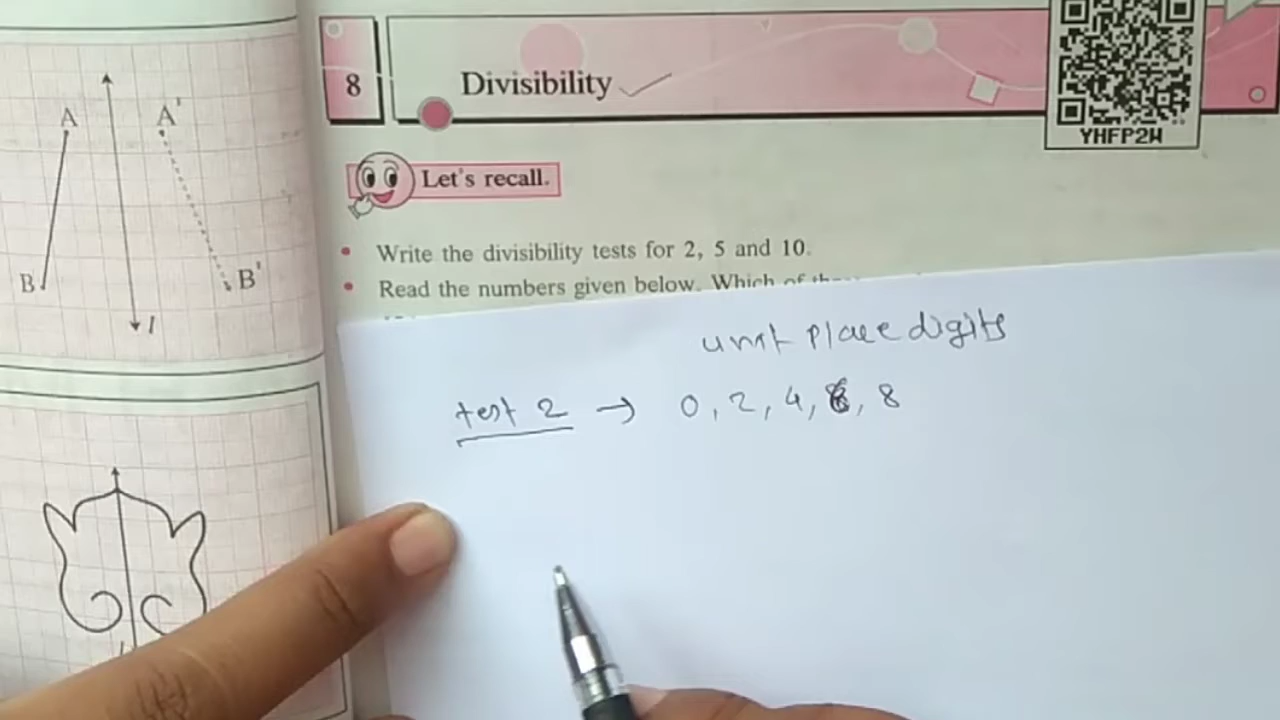 A
A'
B
B'
l
8
Divisibility
YHFP2W
Let's recall.
• Write the divisibility tests for 2, 5 and 10.
• Read the numbers given below. Which of
unit place digits
test 2 → 0, 2, 4, 6, 8